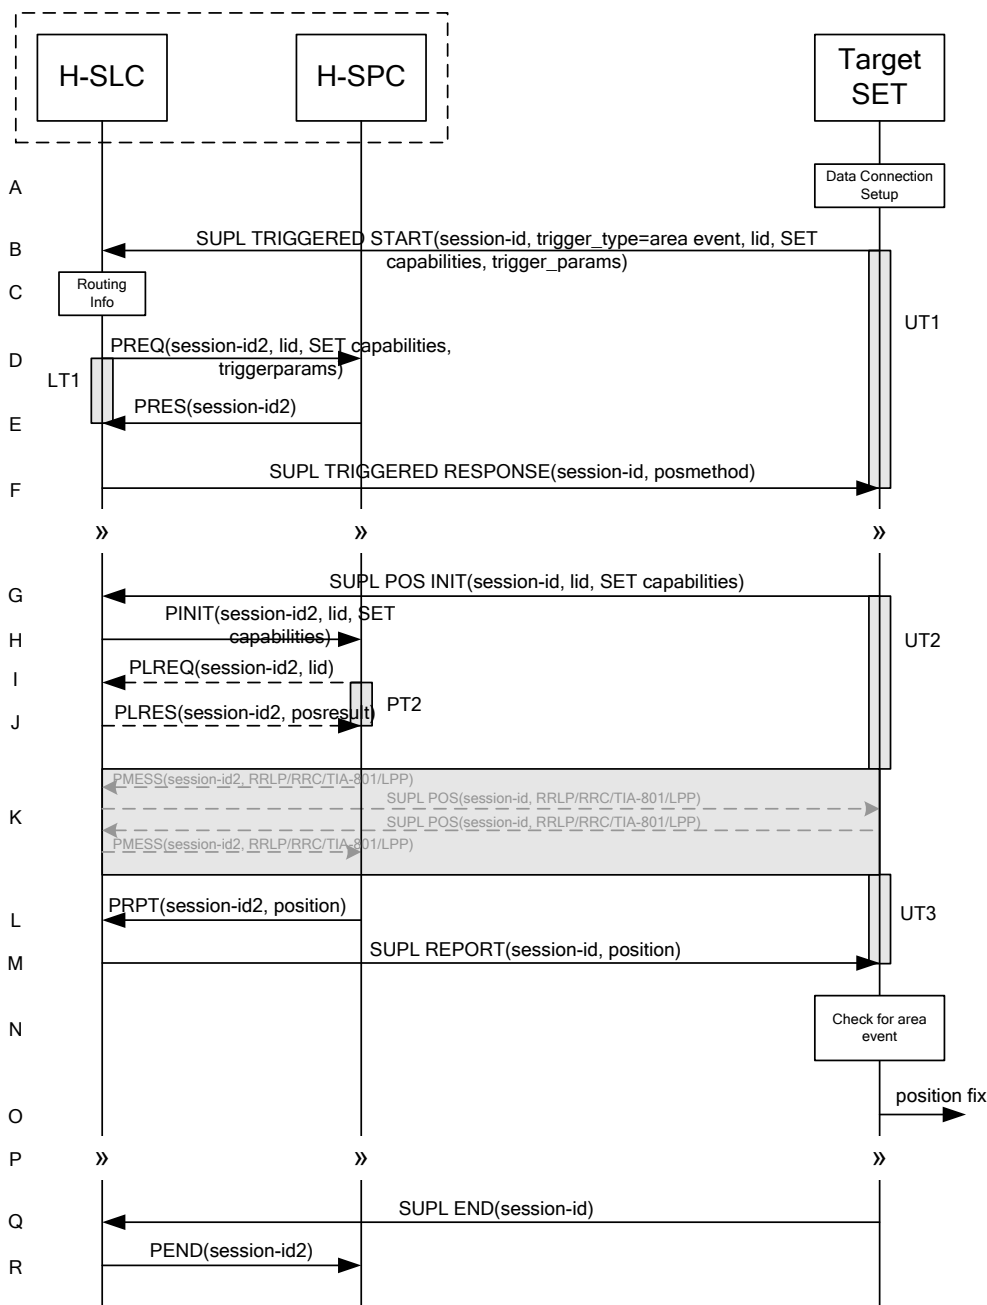 H-SLC
H-SPC
Target
SET
A
Data Connection
Setup
B
SUPL TRIGGERED START(session-id, trigger_type=area event, lid, SET
capabilities, trigger_params)
C
Routing
Info
UT1
D
PREQ(session-id2, lid, SET capabilities,
triggerparams)
LT1
E
PRES(session-id2)
F
SUPL TRIGGERED RESPONSE(session-id, posmethod)
» » »
G
SUPL POS INIT(session-id, lid, SET capabilities)
H
PINIT(session-id2, lid, SET
capabilities)
UT2
I
PLREQ(session-id2, lid)
J
PLRES(session-id2, posresult)
PT2
PMESS(session-id2, RRLP/RRC/TIA-801/LPP)
SUPL POS(session-id, RRLP/RRC/TIA-801/LPP)
K
SUPL POS(session-id, RRLP/RRC/TIA-801/LPP)
PMESS(session-id2, RRLP/RRC/TIA-801/LPP)
L
PRPT(session-id2, position)
UT3
M
SUPL REPORT(session-id, position)
N
Check for area
event
O
position fix
P
» » »
Q
SUPL END(session-id)
R
PEND(session-id2)